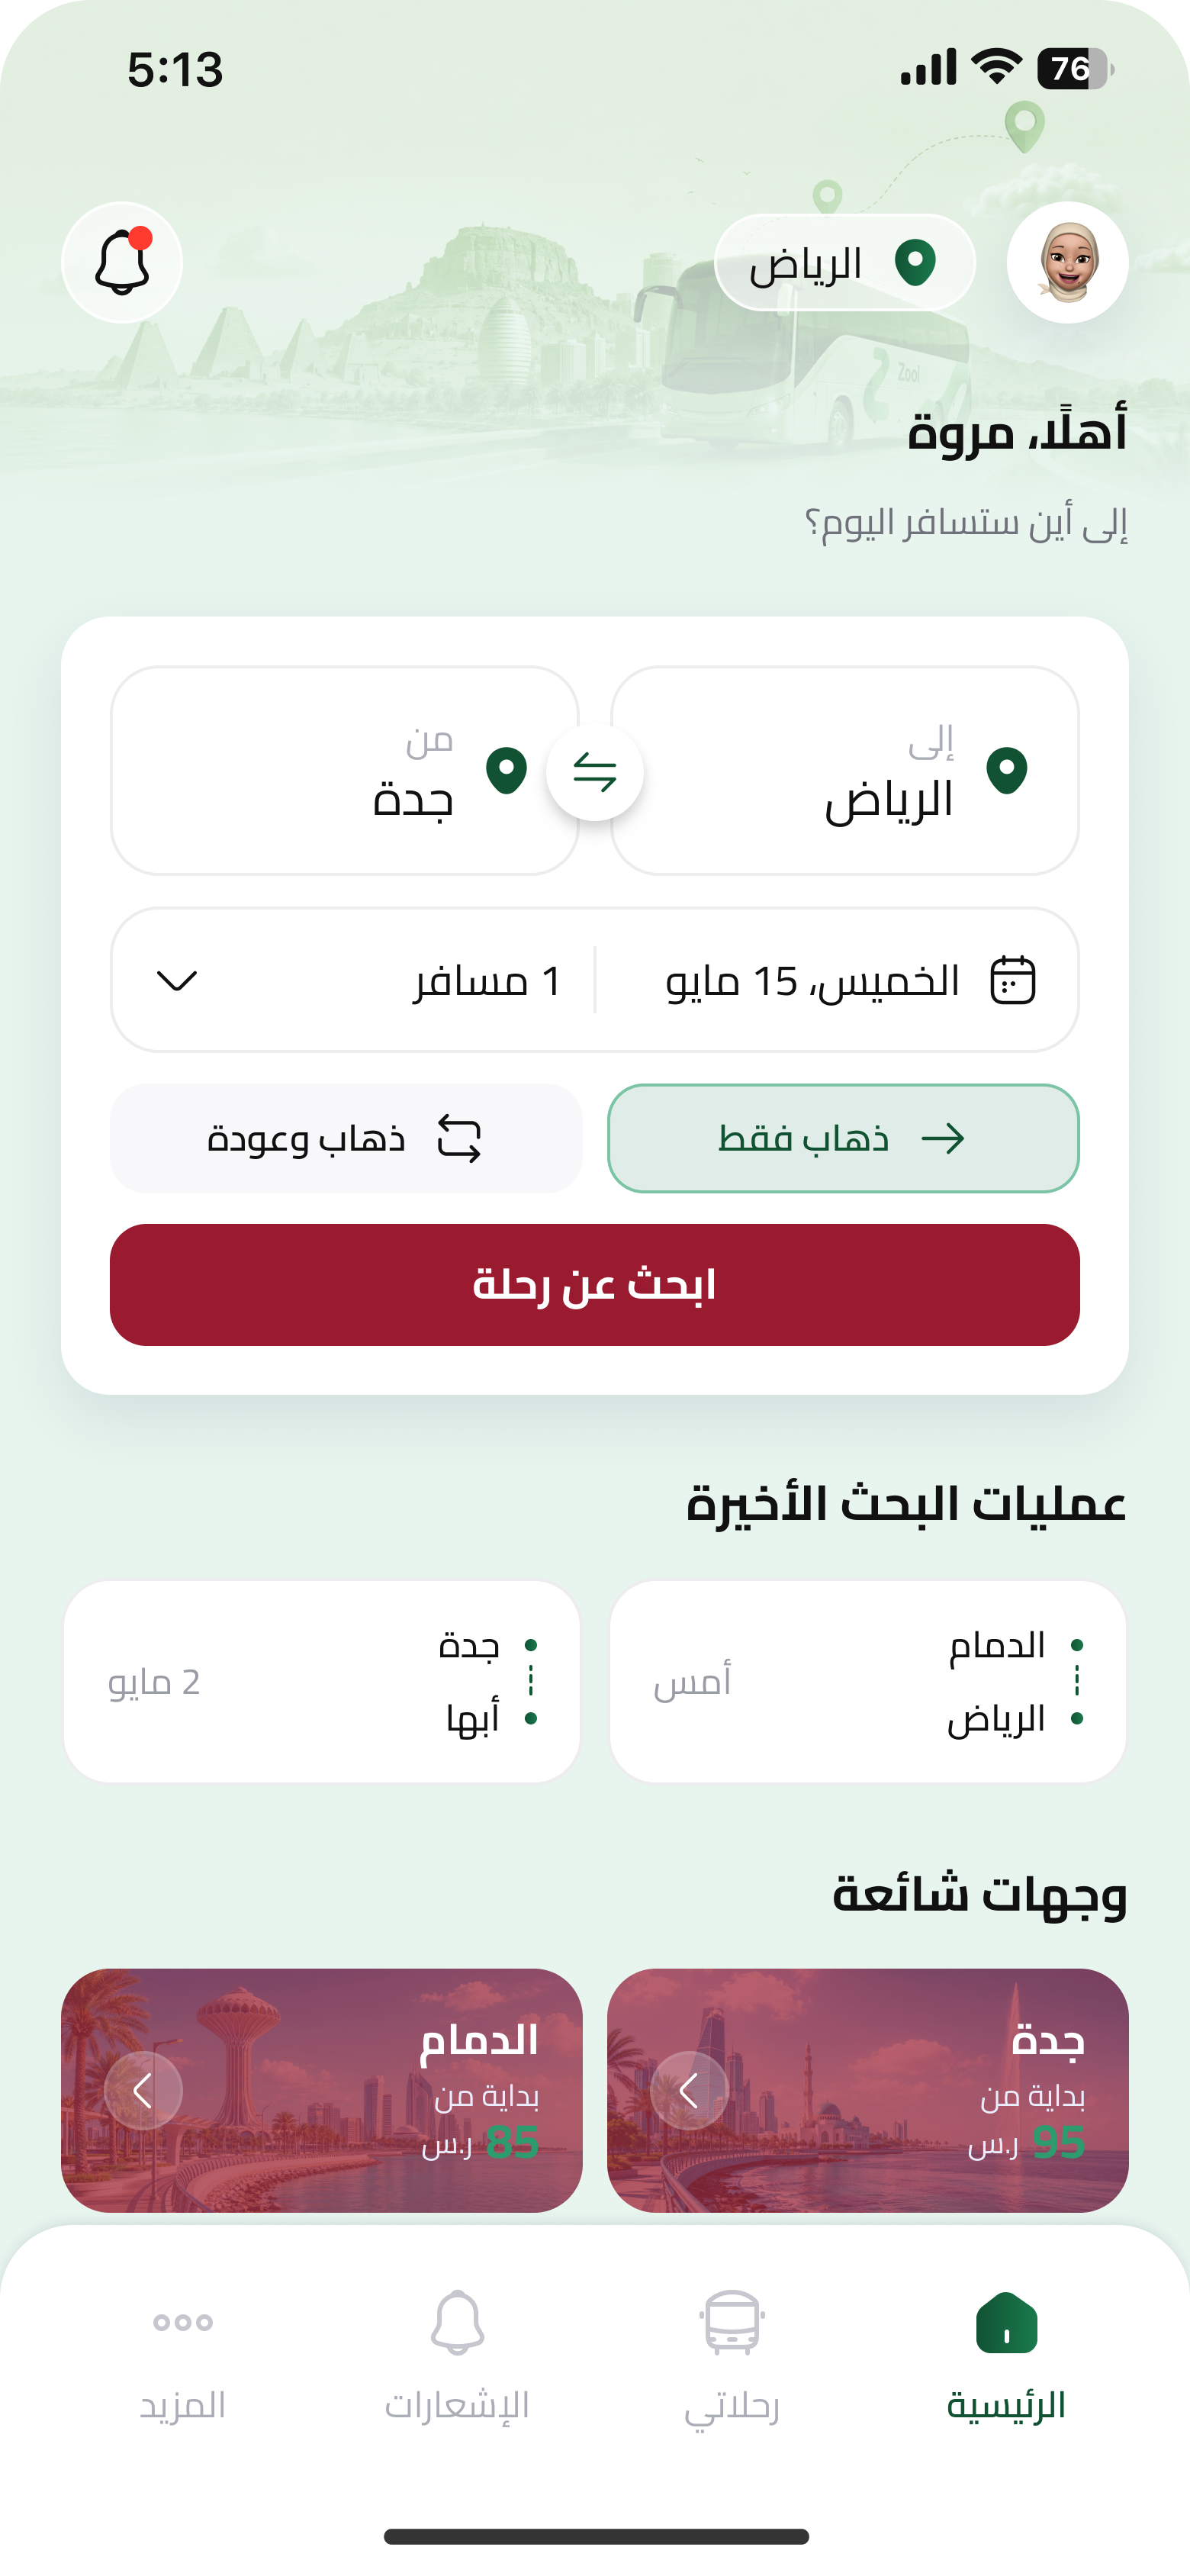 5:13
76
الرياض
Zool
أهلًا، مروة
إلى أين ستسافر اليوم؟
إلى
الرياض
من
جدة
الخميس، 15 مايو
1 مسافر
ذهاب فقط
ذهاب وعودة
ابحث عن رحلة
عمليات البحث الأخيرة
الدمام
الرياض
أمس
جدة
أبها
2 مايو
وجهات شائعة
جدة
بداية من
95 ر.س
الدمام
بداية من
85 ر.س
الرئيسية
رحلاتي
الإشعارات
المزيد